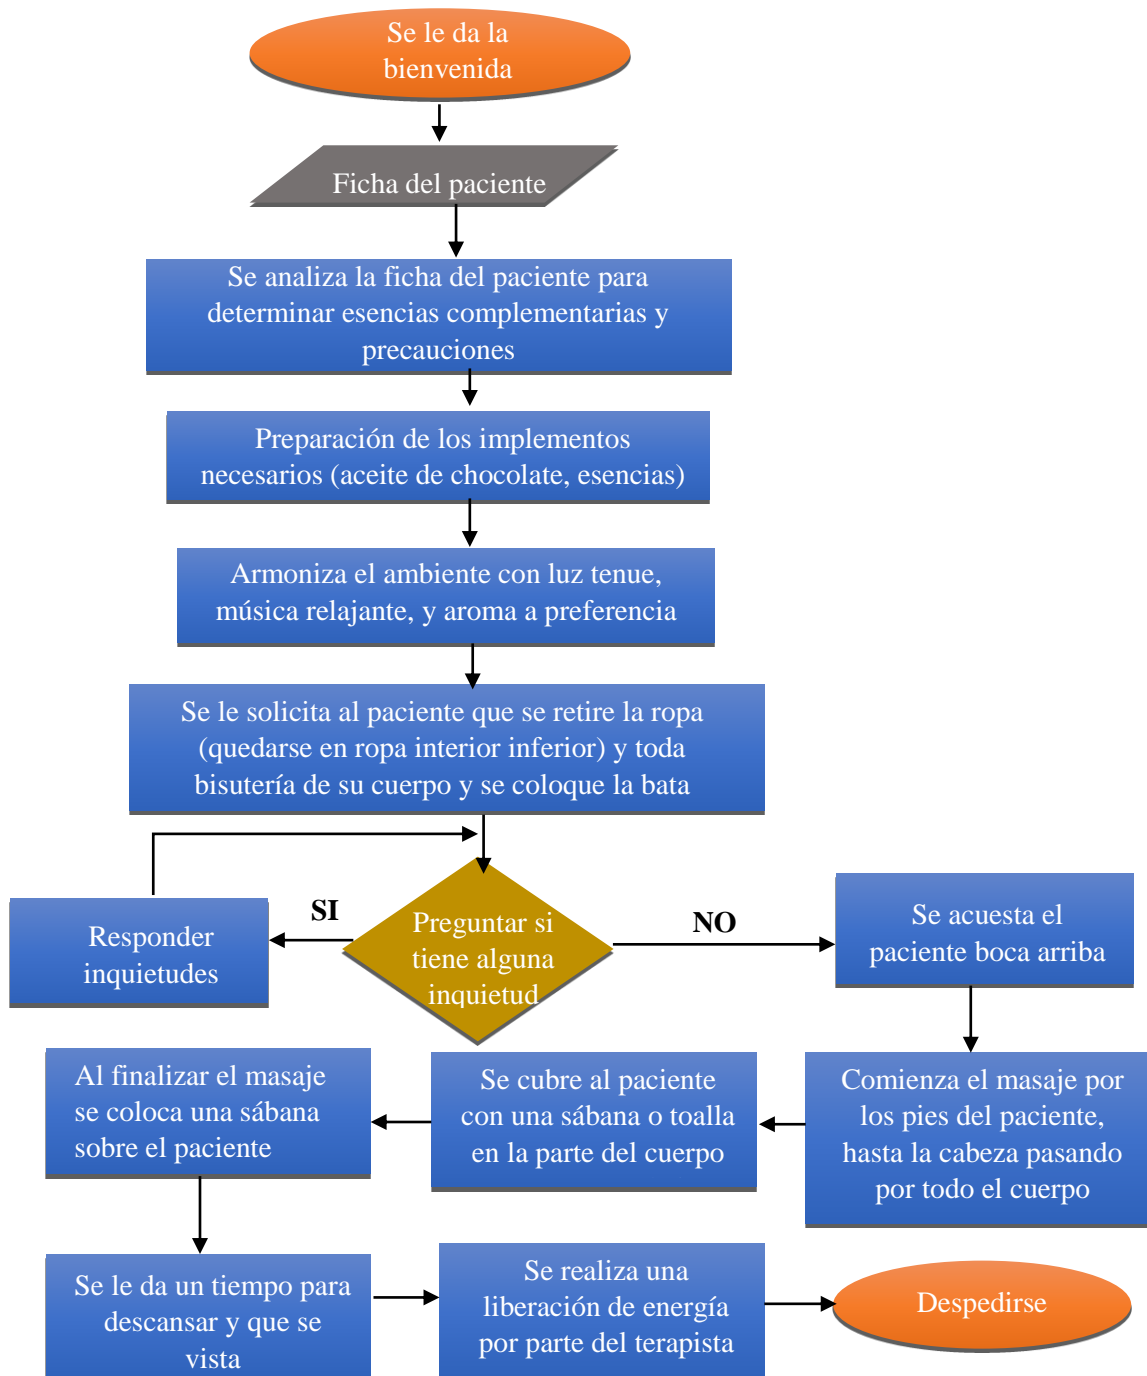 Se le da la
bienvenida
Ficha del paciente
Se analiza la ficha del paciente para
determinar esencias complementarias y
precauciones
Preparación de los implementos
necesarios (aceite de chocolate, esencias)
Armoniza el ambiente con luz tenue,
música relajante, y aroma a preferencia
Se le solicita al paciente que se retire la ropa
(quedarse en ropa interior inferior) y toda
bisutería de su cuerpo y se coloque la bata
Preguntar si
tiene alguna
inquietud
SI
Responder
inquietudes
NO
Se acuesta el
paciente boca arriba
Comienza el masaje por
los pies del paciente,
hasta la cabeza pasando
por todo el cuerpo
Se cubre al paciente
con una sábana o toalla
en la parte del cuerpo
Al finalizar el masaje
se coloca una sábana
sobre el paciente
Se le da un tiempo para
descansar y que se
vista
Se realiza una
liberación de energía
por parte del terapista
Despedirse